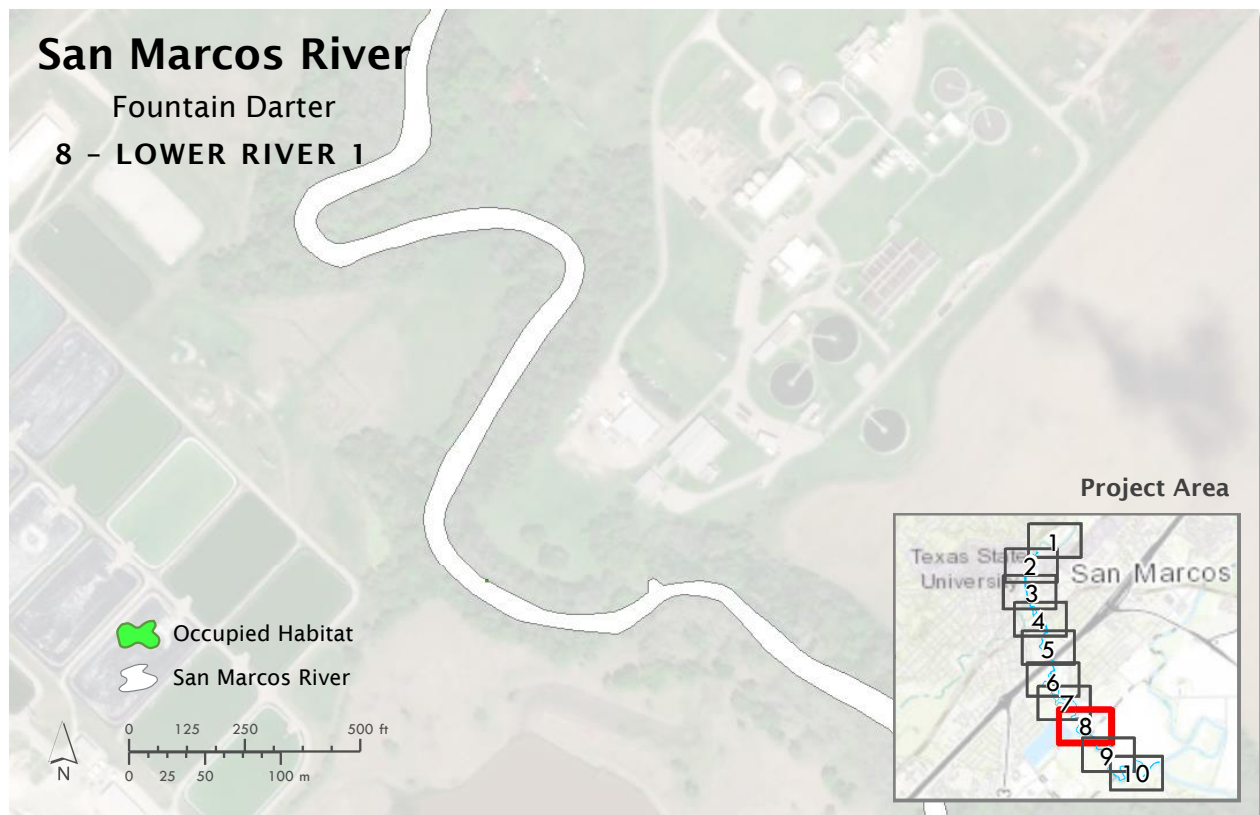 San Marcos River
Fountain Darter
8 – LOWER RIVER 1
Project Area
1
Texas State
University
2
San Marcos
3
4
5
6
7
8
9
10
Occupied Habitat
San Marcos River
0 125 250 500 ft
0 25 50 100 m
N